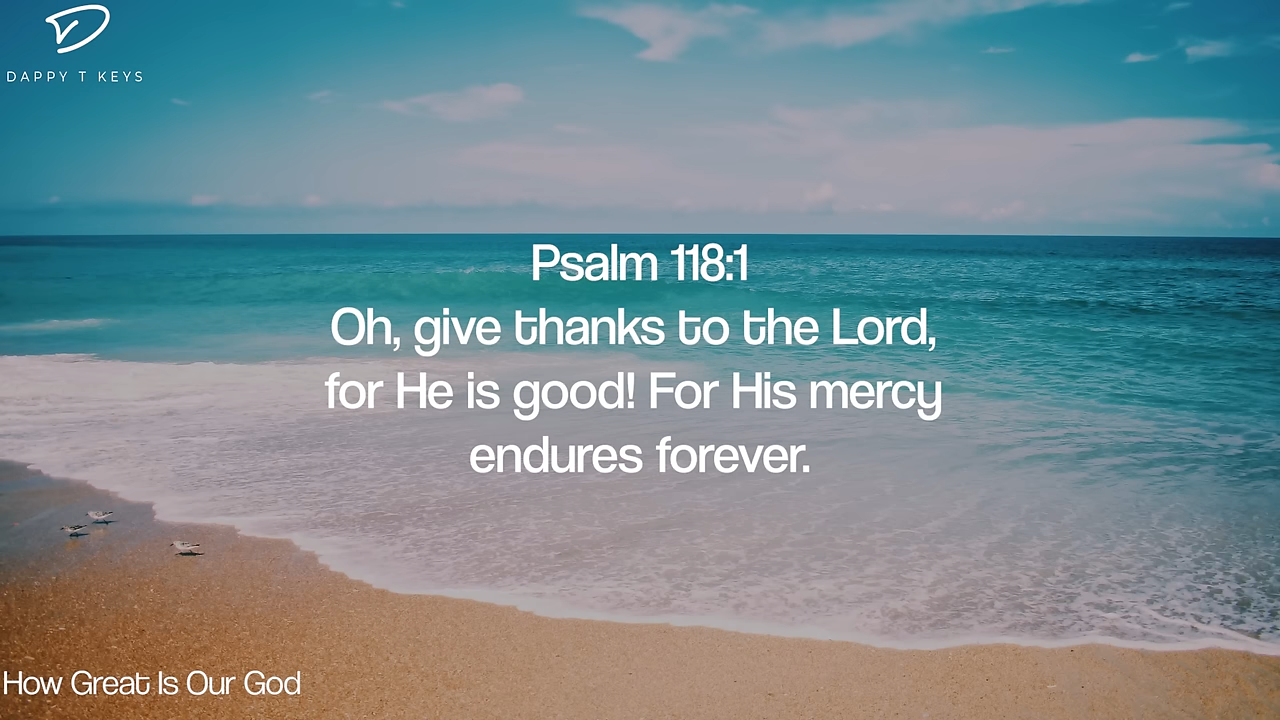 DAPPY T KEYS
Psalm 118:1
Oh, give thanks to the Lord,
for He is good! For His mercy
endures forever.
How Great Is Our God